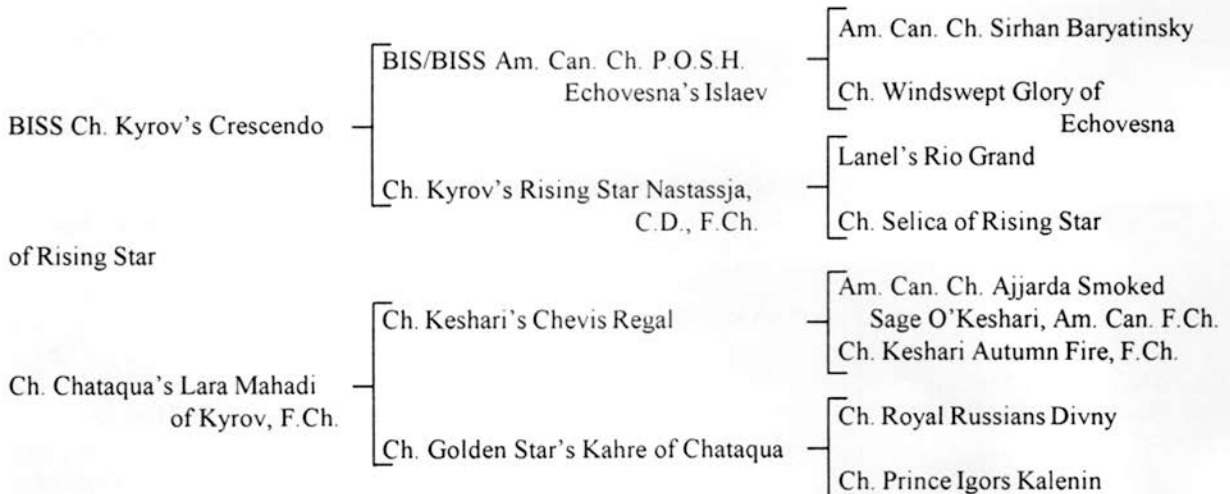 BISS Ch. Kyrov's Crescendo
of Rising Star
Ch. Chataqua's Lara Mahadi
of Kyrov, F.Ch.
BIS/BISS Am. Can. Ch. P.O.S.H.
Echovesna's Islaev
Ch. Kyrov's Rising Star Nastassja,
C.D., F.Ch.
Ch. Keshari's Chevis Regal
Ch. Golden Star's Kahre of Chataqua
Am. Can. Ch. Sirhan Baryatinsky
Ch. Windswept Glory of
Echovesna
Lanel's Rio Grand
Ch. Selica of Rising Star
Am. Can. Ch. Ajjarda Smoked
Sage O'Keshari, Am. Can. F.Ch.
Ch. Keshari Autumn Fire, F.Ch.
Ch. Royal Russians Divny
Ch. Prince Igors Kalenin